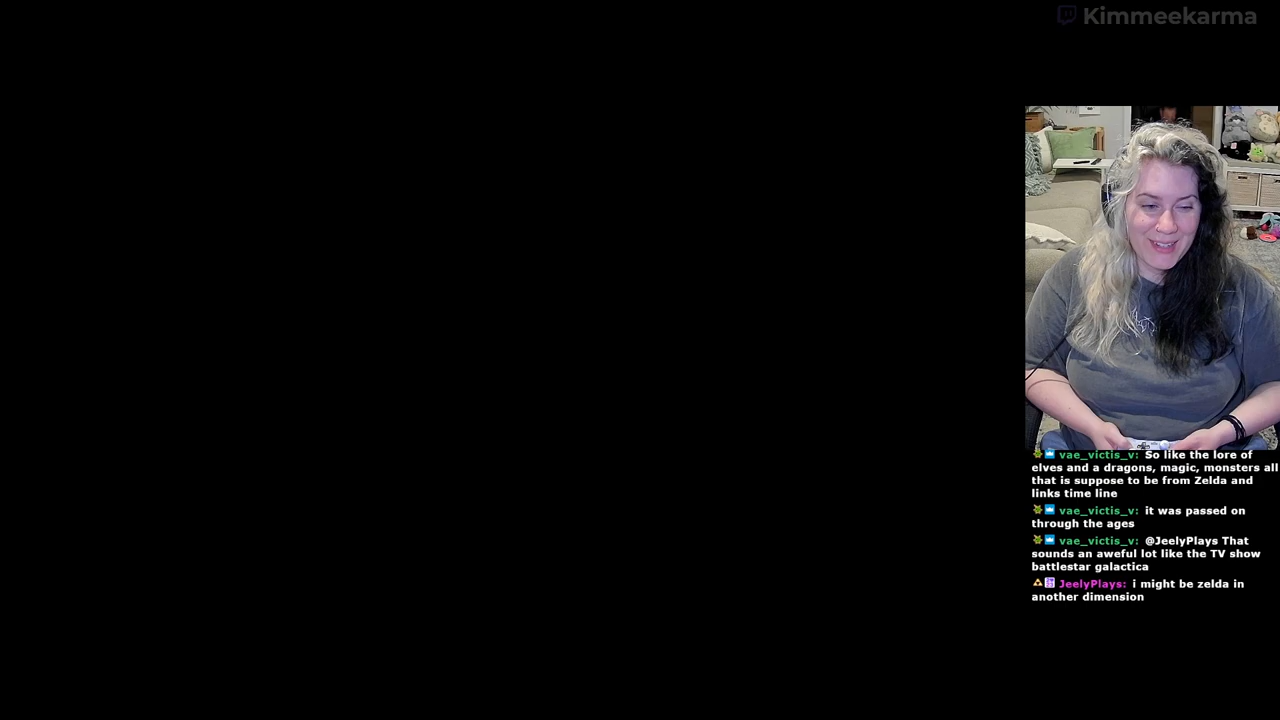 Kimmeekarma
vae_victis_v: So like the lore of
elves and a dragons, magic, monsters all
that is suppose to be from Zelda and
links time line
vae_victis_v: it was passed on
through the ages
vae_victis_v: @JeelyPlays That
sounds an aweful lot like the TV show
battlestar galactica
JeelyPlays: i might be zelda in
another dimension